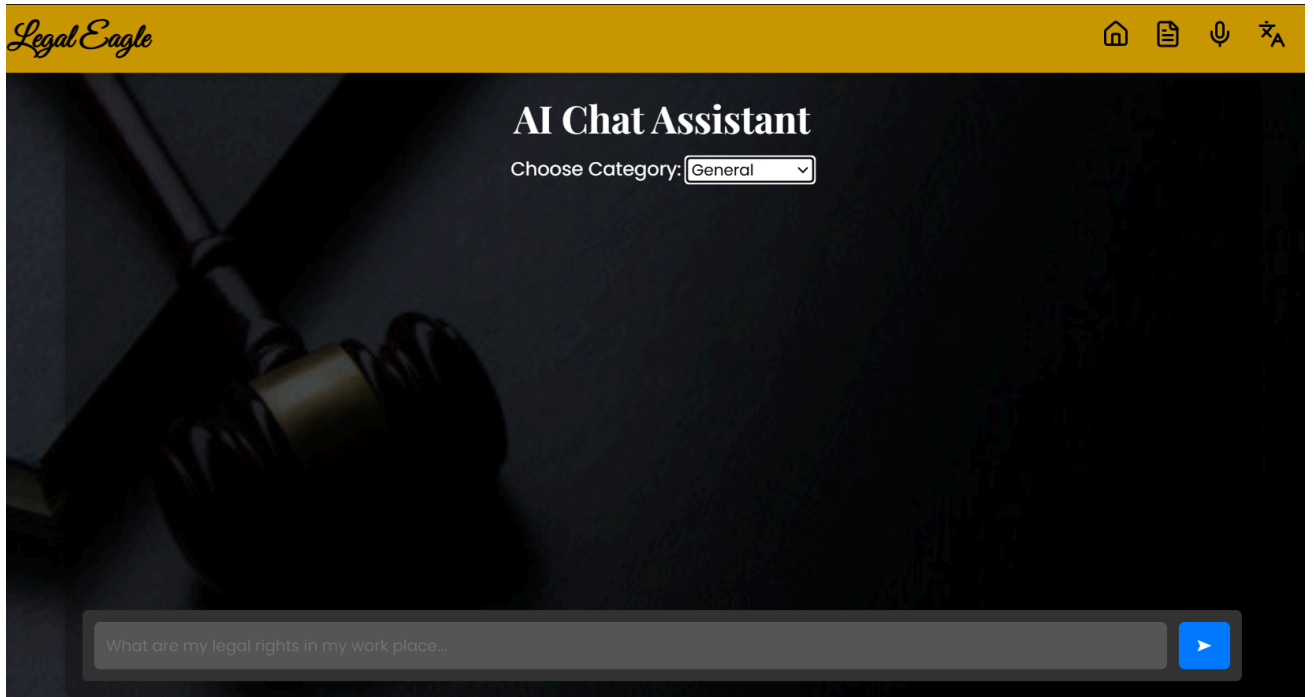 Legal Eagle
AI Chat Assistant
Choose Category: General
What are my legal rights in my work place...